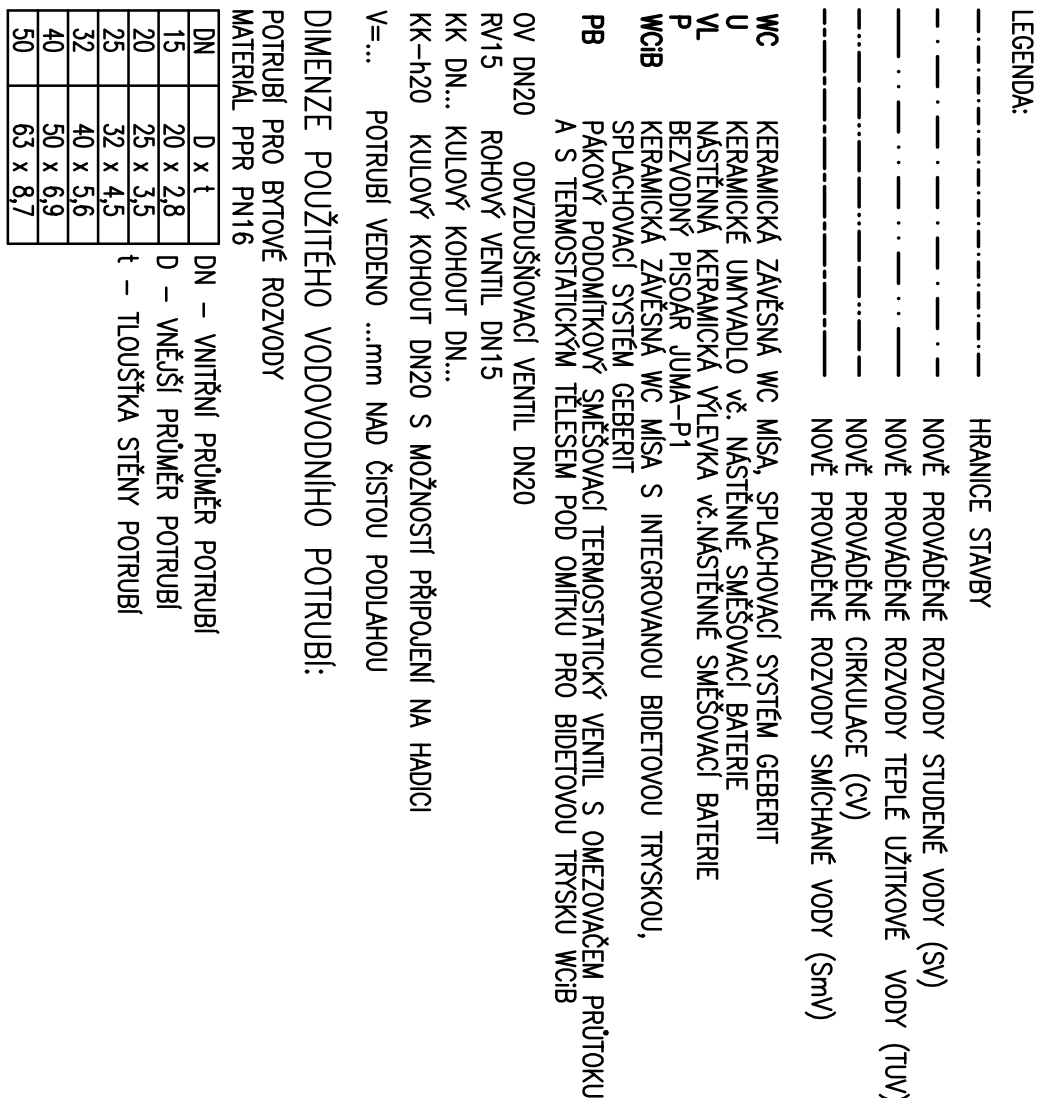 LEGENDA:
HRANICE STAVBY
NOVĚ PROVÁDĚNÉ ROZVODY STUDENÉ VODY (SV)
NOVĚ PROVÁDĚNÉ ROZVODY TEPLÉ UŽITKOVÉ VODY (TUV)
NOVĚ PROVÁDĚNÉ CIRKULACE (CV)
NOVĚ PROVÁDĚNÉ ROZVODY SMÍCHANÉ VODY (SmV)
WC KERAMICKÁ ZÁVĚSNÁ WC MÍSA, SPLACHOVACÍ SYSTÉM GEBERIT
U KERAMICKÉ UMYVADLO vč. NÁSTĚNNÉ SMĚŠOVACÍ BATERIE
VL NÁSTĚNNÁ KERAMICKÁ VÝLEVKA vč.NÁSTĚNNÉ SMĚŠOVACÍ BATERIE
P BEZVODNÝ PISOÁR JUMA-P1
WCiB KERAMICKÁ ZÁVĚSNÁ WC MÍSA S INTEGROVANOU BIDETOVOU TRYSKOU,
SPLACHOVACÍ SYSTÉM GEBERIT
PB PÁKOVÝ PODOMÍTKOVÝ SMĚŠOVACÍ TERMOSTATICKÝ VENTIL S OMEZOVAČEM PRŮTOKU
A S TERMOSTATICKÝM TĚLESEM POD OMÍTKU PRO BIDETOVOU TRYSKU WCiB
OV DN20 ODVZDUŠŇOVACÍ VENTIL DN20
RV15 ROHOVÝ VENTIL DN15
KK DN... KULOVÝ KOHOUT DN...
KK-h20 KULOVÝ KOHOUT DN20 S MOŽNOSTÍ PŘIPOJENÍ NA HADICI
V=... POTRUBÍ VEDENO ...mm NAD ČISTOU PODLAHOU
DIMENZE POUŽITÉHO VODOVODNÍHO POTRUBÍ:
POTRUBÍ PRO BYTOVÉ ROZVODY
MATERIÁL PPR PN16
DN D x t
15 20 x 2,8
20 25 x 3,5
25 32 x 4,5
32 40 x 5,6
40 50 x 6,9
50 63 x 8,7
DN - VNITŘNÍ PRŮMĚR POTRUBÍ
D - VNĚJŠÍ PRŮMĚR POTRUBÍ
t - TLOUŠŤKA STĚNY POTRUBÍ